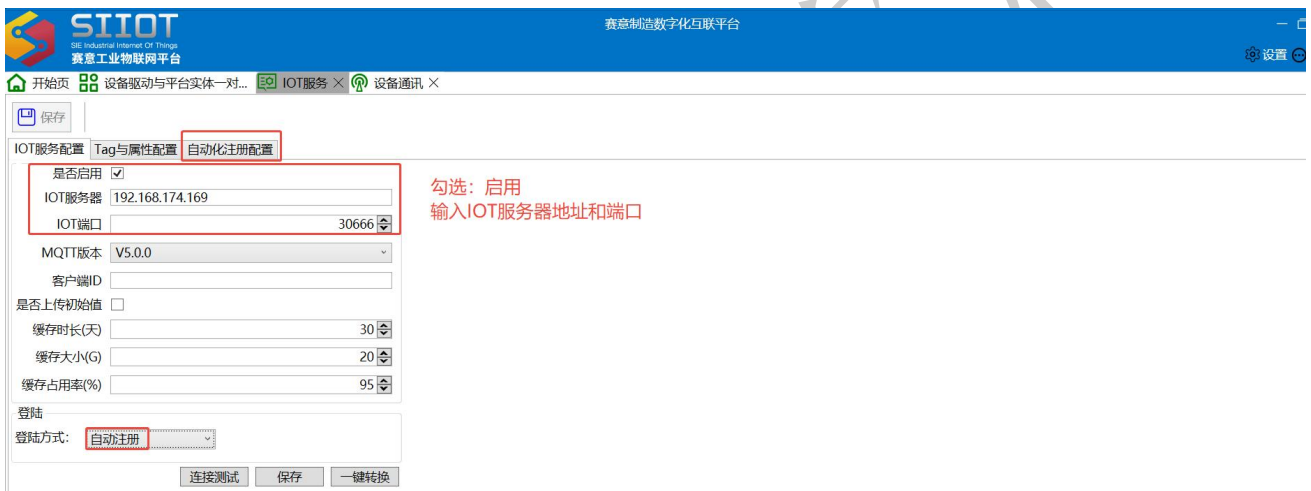 SIIOT
SIE Industrial Internet Of Things
赛意工业物联网平台
赛意制造数字化互联平台
设置
开始页 设备驱动与平台实体一对... IOT服务 设备通讯
保存
IOT服务配置 Tag与属性配置 自动化注册配置
是否启用
IOT服务器 192.168.174.169
IOT端口 30666
MQTT版本 V5.0.0
客户端ID
是否上传初始值
缓存时长(天) 30
缓存大小(G) 20
缓存占用率(%) 95
登陆
登陆方式: 自动注册
连接测试 保存 一键转换
勾选：启用
输入IOT服务器地址和端口